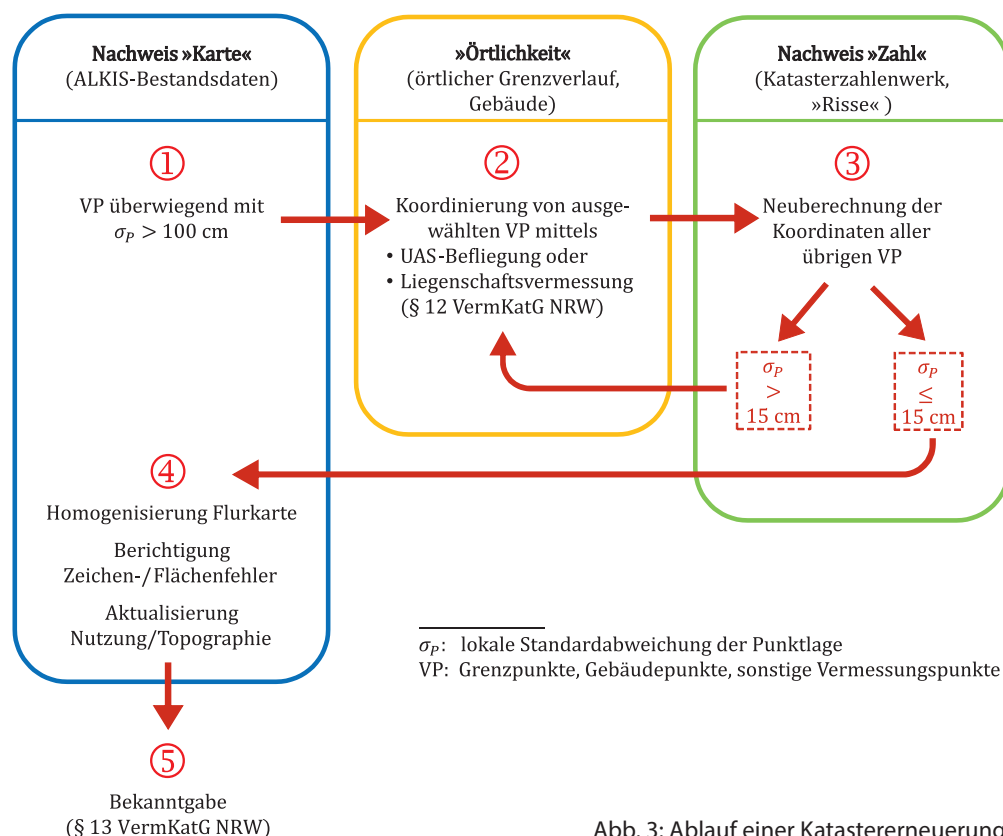 Nachweis »Karte«
(ALKIS-Bestandsdaten)
①
VP überwiegend mit
σP > 100 cm
»Örtlichkeit«
(örtlicher Grenzverlauf,
Gebäude)
②
Koordinierung von ausge-
wählten VP mittels
• UAS-Befliegung oder
• Liegenschaftsvermessung
(§ 12 VermKatG NRW)
Nachweis »Zahl«
(Katasterzahlenwerk,
»Risse« )
③
Neuberechnung der
Koordinaten aller
übrigen VP
σP
>
15 cm
σP
≤
15 cm
④
Homogenisierung Flurkarte
Berichtigung
Zeichen-/Flächenfehler
Aktualisierung
Nutzung/Topographie
⑤
Bekanntgabe
(§ 13 VermKatG NRW)
σP: lokale Standardabweichung der Punktlage
VP: Grenzpunkte, Gebäudepunkte, sonstige Vermessungspunkte
Abb. 3: Ablauf einer Katastererneuerung